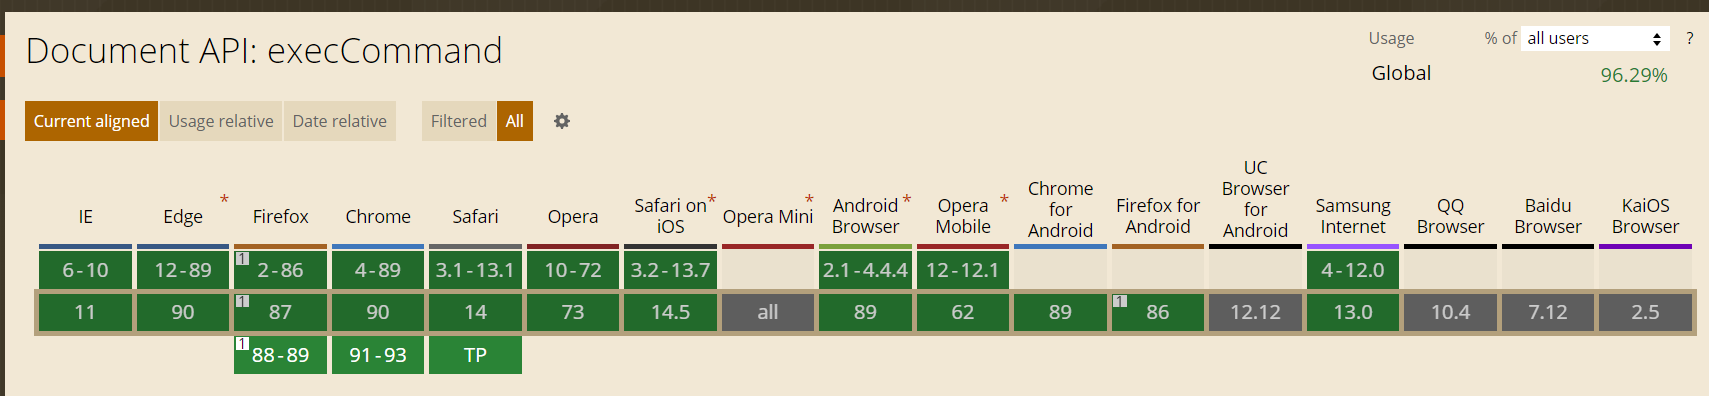 Document API: execCommand
Usage % of all users ?
Global 96.29%
Current aligned Usage relative Date relative Filtered All
IE
Edge *
Firefox
Chrome
Safari
Opera
Safari on *
iOS
Opera Mini *
Android *
Browser
Opera *
Mobile
Chrome
for
Android
Firefox for
Android
UC
Browser
for
Android
Samsung
Internet
QQ
Browser
Baidu
Browser
KaiOS
Browser
6-10 12-89 1 2-86 4-89 3.1-13.1 10-72 3.2-13.7 2.1-4.4.4 12-12.1 4-12.0
11 90 1 87 90 14 73 14.5 all 89 62 89 1 86 12.12 13.0 10.4 7.12 2.5
1 88-89 91-93 TP